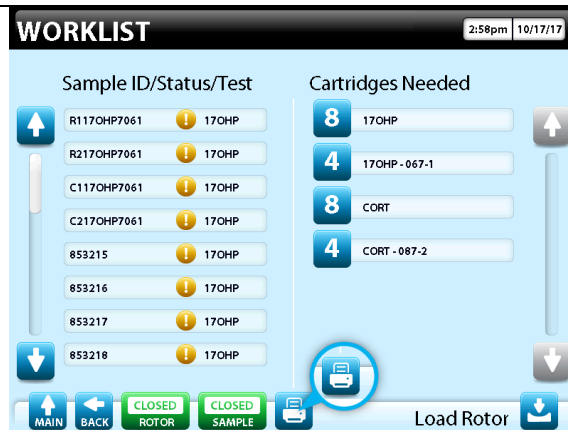 WORKLIST
2:58pm 10/17/17
Sample ID/Status/Test
R117OHP7061 ! 17OHP
R217OHP7061 ! 17OHP
C117OHP7061 ! 17OHP
C217OHP7061 ! 17OHP
853215 ! 17OHP
853216 ! 17OHP
853217 ! 17OHP
853218 ! 17OHP
Cartridges Needed
8 17OHP
4 17OHP - 067-1
8 CORT
4 CORT - 087-2
MAIN
BACK
CLOSED
ROTOR
CLOSED
SAMPLE
Load Rotor